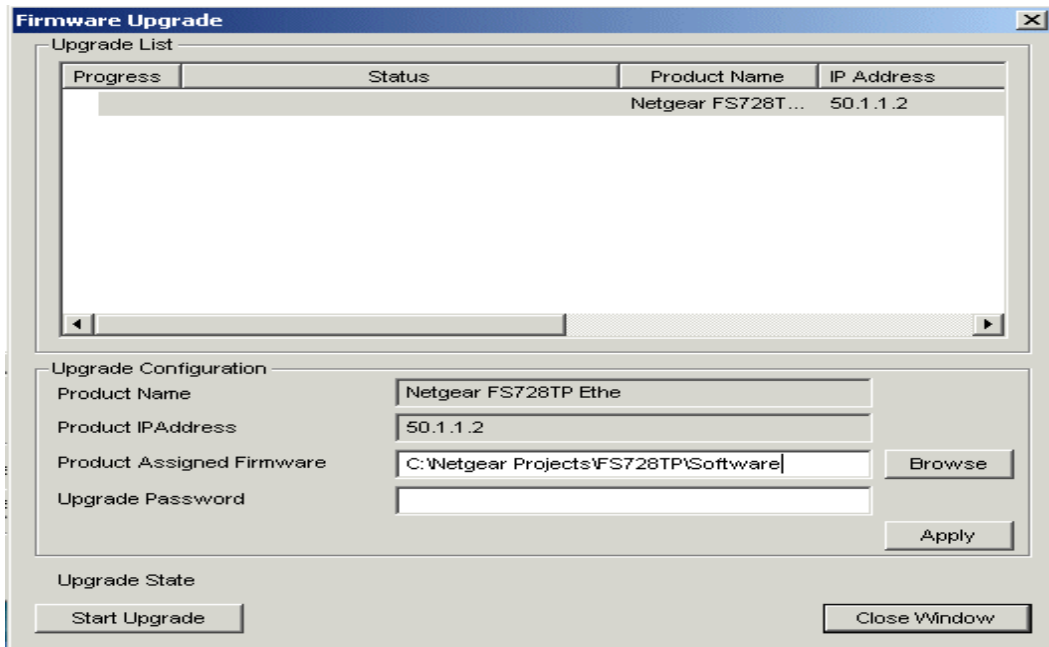 Firmware Upgrade
Upgrade List
Progress Status Product Name IP Address
Netgear FS728T... 50.1.1.2
Upgrade Configuration
Product Name Netgear FS728TP Ethe
Product IPAddress 50.1.1.2
Product Assigned Firmware C:\Netgear Projects\FS728TP\Software Browse
Upgrade Password
Apply
Upgrade State
Start Upgrade Close Window